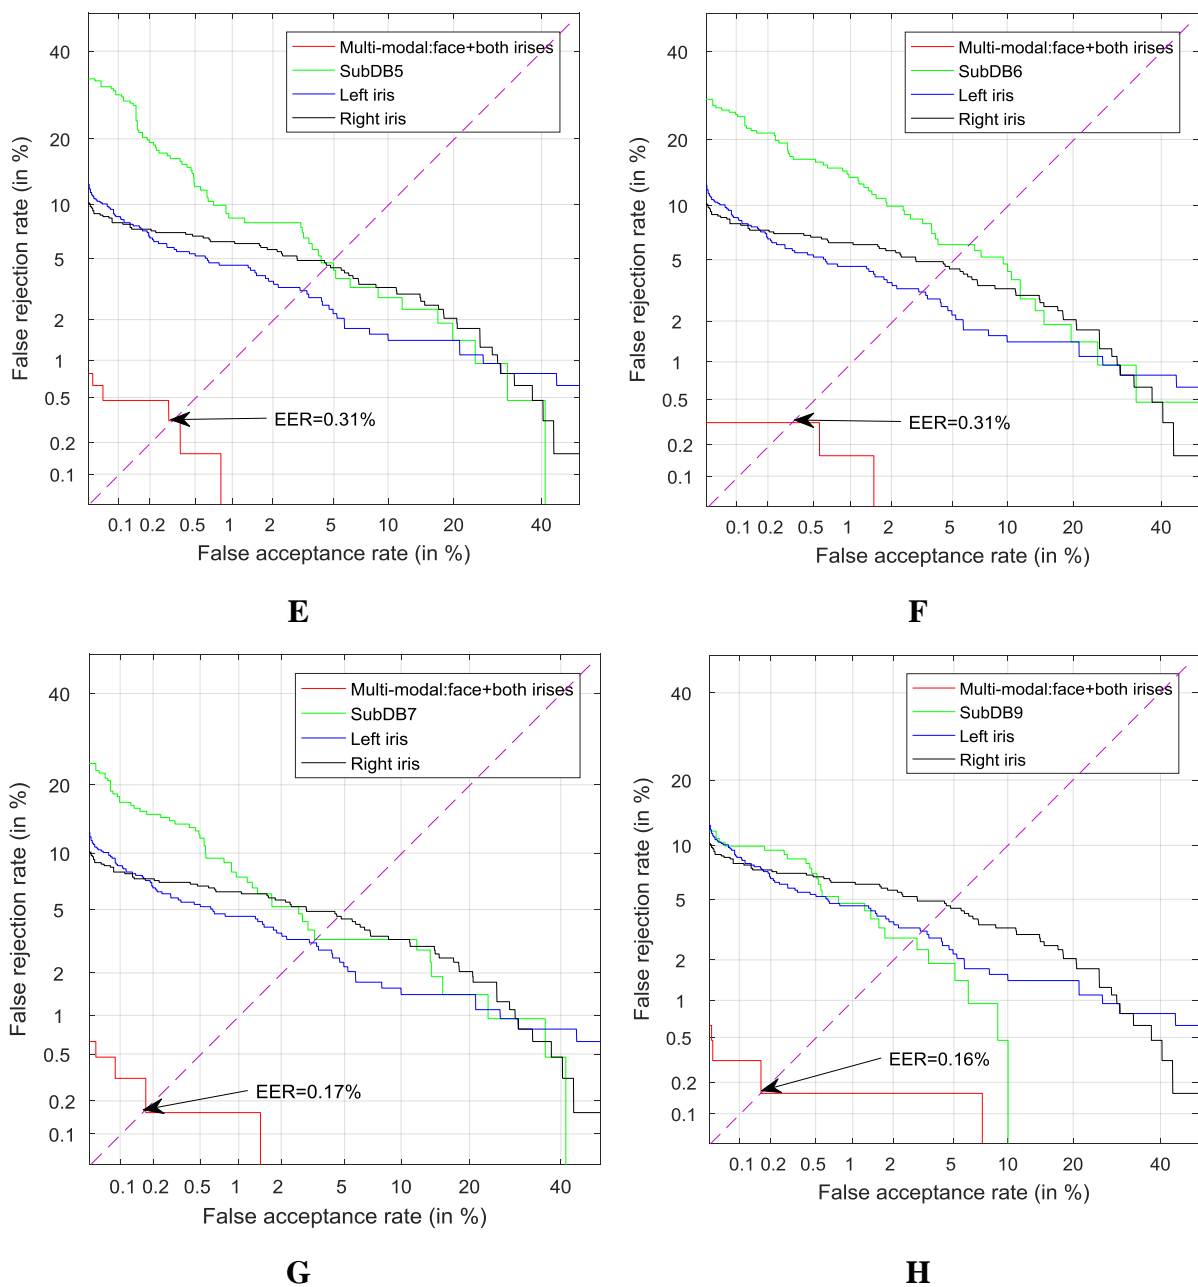 Multi-modal:face+both irises
SubDB5
Left iris
Right iris
False rejection rate (in %)
40
20
10
5
2
1
0.5
0.2
0.1
EER=0.31%
0.1 0.2 0.5 1 2 5 10 20 40
False acceptance rate (in %)
E
Multi-modal:face+both irises
SubDB6
Left iris
Right iris
False rejection rate (in %)
40
20
10
5
2
1
0.5
0.2
0.1
EER=0.31%
0.1 0.2 0.5 1 2 5 10 20 40
False acceptance rate (in %)
F
Multi-modal:face+both irises
SubDB7
Left iris
Right iris
False rejection rate (in %)
40
20
10
5
2
1
0.5
0.2
0.1
EER=0.17%
0.1 0.2 0.5 1 2 5 10 20 40
False acceptance rate (in %)
G
Multi-modal:face+both irises
SubDB9
Left iris
Right iris
False rejection rate (in %)
40
20
10
5
2
1
0.5
0.2
0.1
EER=0.16%
0.1 0.2 0.5 1 2 5 10 20 40
False acceptance rate (in %)
H